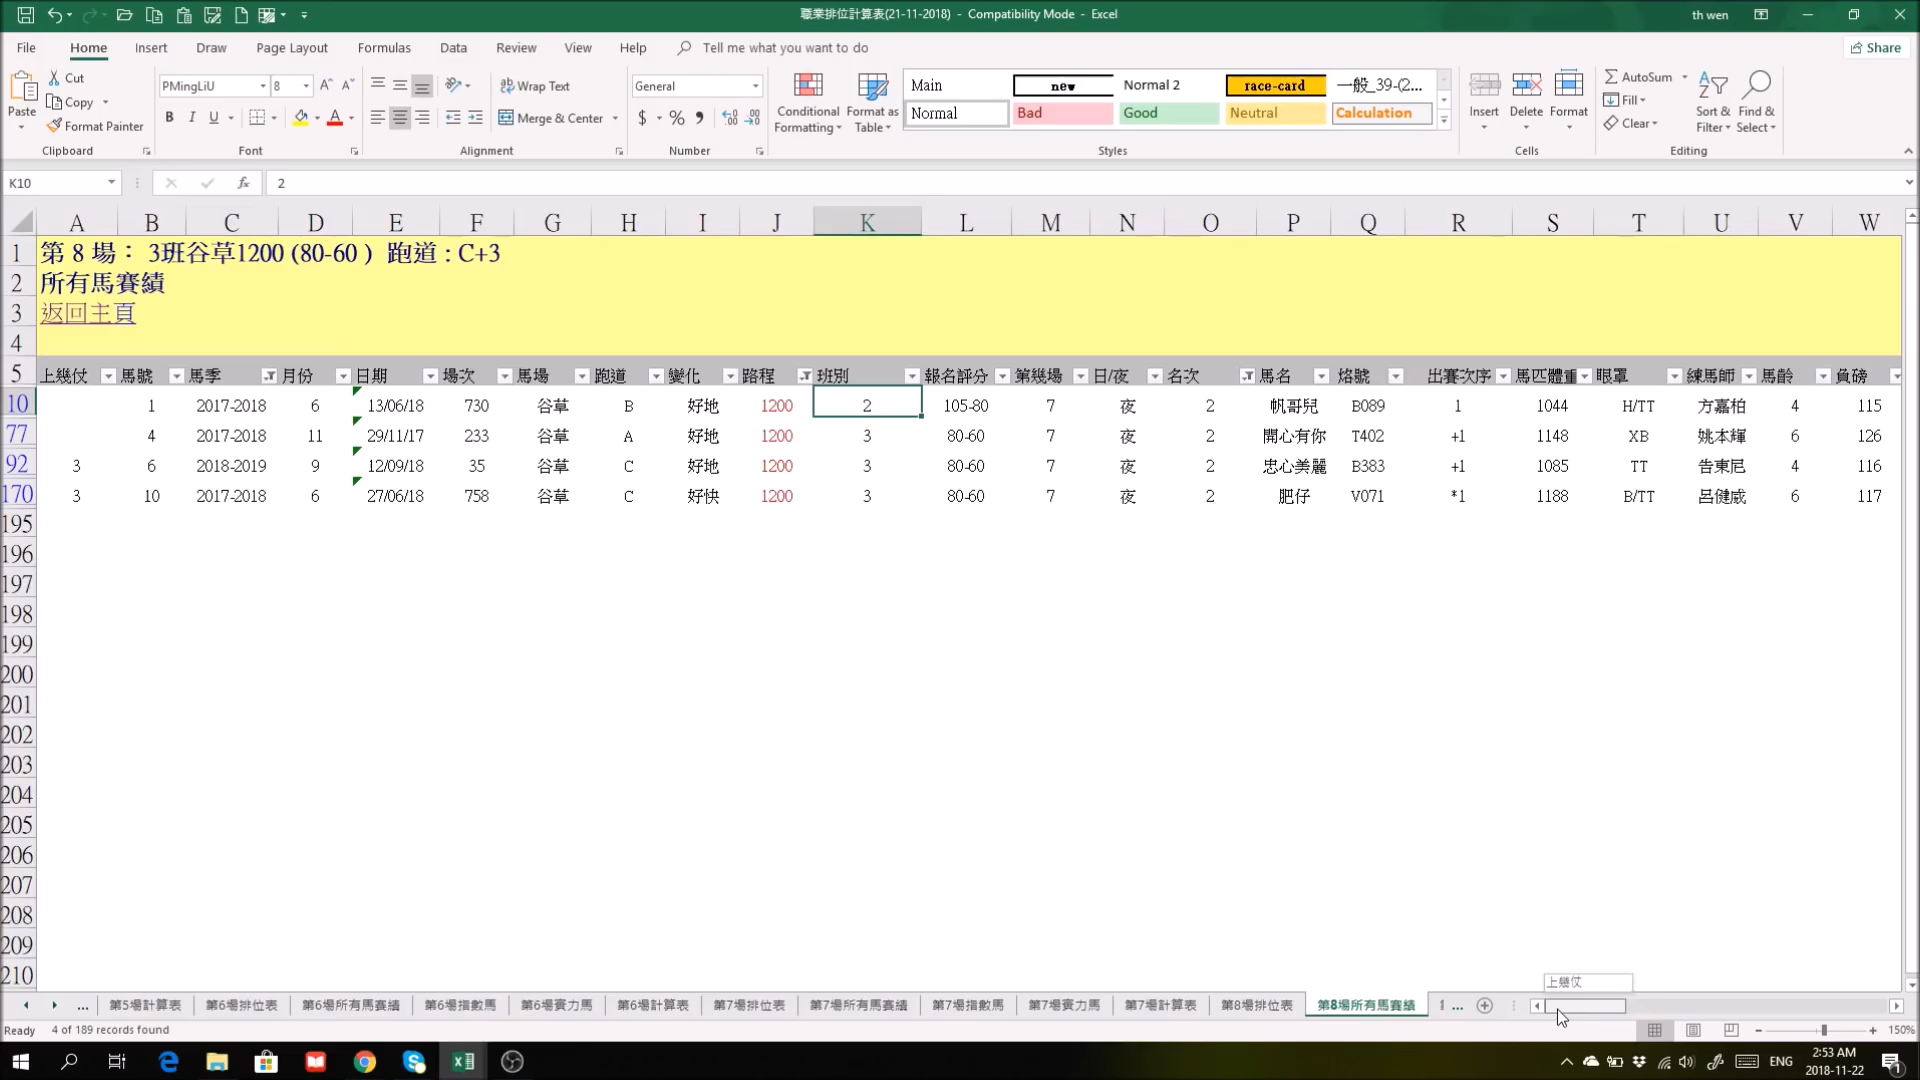 職業排位計算表(21-11-2018) - Compatibility Mode - Excel
th wen
File Home Insert Draw Page Layout Formulas Data Review View Help Tell me what you want to do
Share
Paste
Cut
Copy
Format Painter
Clipboard
PMingLiU 8
B I U
Font
Wrap Text
Merge & Center
Alignment
General
$ %
Number
Conditional Formatting
Format as Table
Main new Normal 2 race-card 一般_39-(2...
Normal Bad Good Neutral Calculation
Styles
Insert Delete Format
Cells
AutoSum
Fill
Clear
Sort & Filter
Find & Select
Editing
K10 fx 2
A B C D E F G H I J K L M N O P Q R S T U V W
1 第 8 場： 3班谷草1200 (80-60 ) 跑道 : C+3
2 所有馬賽績
3 返回主頁
4
5 上幾仗 馬號 馬季 月份 日期 場次 馬場 跑道 變化 路程 班別 報名評分 第幾場 日/夜 名次 馬名 烙號 出賽次序 馬匹體重 眼罩 練馬師 馬齡 負磅
10 1 2017-2018 6 13/06/18 730 谷草 B 好地 1200 2 105-80 7 夜 2 帆哥兒 B089 1 1044 H/TT 方嘉柏 4 115
77 4 2017-2018 11 29/11/17 233 谷草 A 好地 1200 3 80-60 7 夜 2 開心有你 T402 +1 1148 XB 姚本輝 6 126
92 3 6 2018-2019 9 12/09/18 35 谷草 C 好地 1200 3 80-60 7 夜 2 忠心美麗 B383 +1 1085 TT 告東尼 4 116
170 3 10 2017-2018 6 27/06/18 758 谷草 C 好快 1200 3 80-60 7 夜 2 肥仔 V071 *1 1188 B/TT 呂健威 6 117
195
196
197
198
199
200
201
202
203
204
205
206
207
208
209
210
上幾仗
... 第5場計算表 第6場排位表 第6場所有馬賽績 第6場指數馬 第6場實力馬 第6場計算表 第7場排位表 第7場所有馬賽績 第7場指數馬 第7場實力馬 第7場計算表 第8場排位表 第8場所有馬賽績 ...
Ready 4 of 189 records found
150%
ENG
2:53 AM
2018-11-22
1